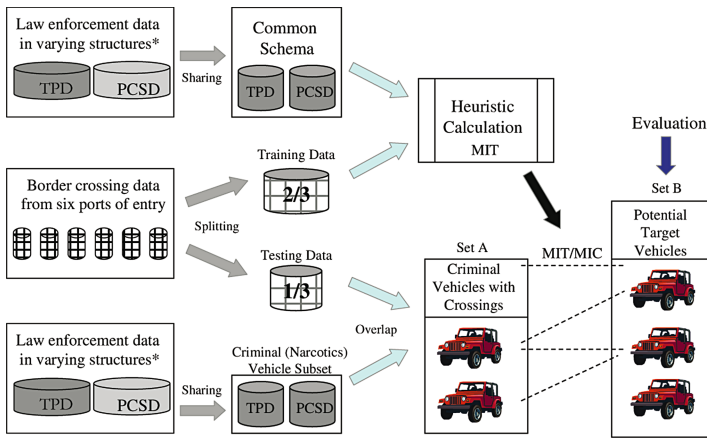 Law enforcement data
in varying structures*
TPD
PCSD
Sharing
Common
Schema
TPD
PCSD
Heuristic
Calculation
MIT
Evaluation
Border crossing data
from six ports of entry
Splitting
Training Data
2/3
Testing Data
1/3
Overlap
Law enforcement data
in varying structures*
TPD
PCSD
Sharing
Criminal (Narcotics)
Vehicle Subset
TPD
PCSD
Set A
Criminal
Vehicles with
Crossings
MIT/MIC
Set B
Potential
Target
Vehicles